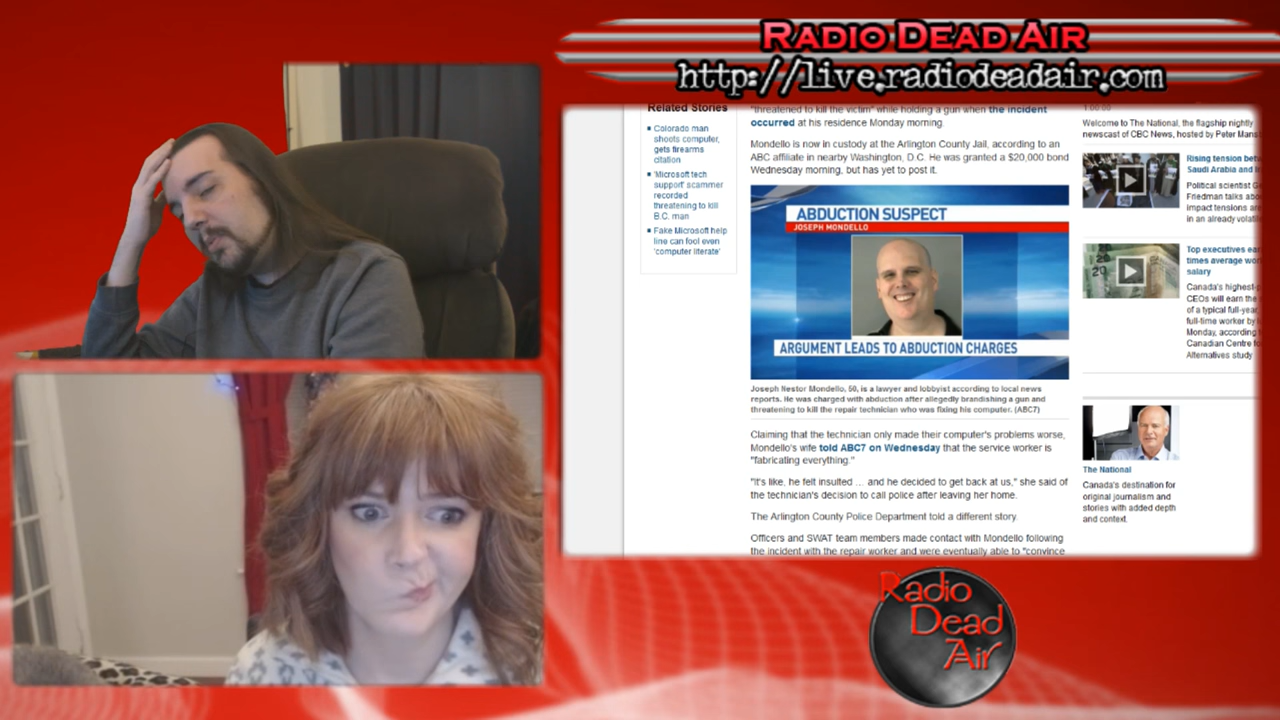 RADIO DEAD AIR
http://live.radiodeadair.com
Related Stories
Colorado man
shoots computer,
gets firearms
citation
'Microsoft tech
support' scammer
recorded
threatening to kill
B.C. man
Fake Microsoft help
line can fool even
'computer literate'
"threatened to kill the victim" while holding a gun when the incident
occurred at his residence Monday morning.
Mondello is now in custody at the Arlington County Jail, according to an
ABC affiliate in nearby Washington, D.C. He was granted a $20,000 bond
Wednesday morning, but has yet to post it.
ABDUCTION SUSPECT
JOSEPH MONDELLO
ARGUMENT LEADS TO ABDUCTION CHARGES
Joseph Nestor Mondello, 50, is a lawyer and lobbyist according to local news
reports. He was charged with abduction after allegedly brandishing a gun and
threatening to kill the repair technician who was fixing his computer. (ABC7)
Claiming that the technician only made their computer's problems worse,
Mondello's wife told ABC7 on Wednesday that the service worker is
"fabricating everything."
"It's like, he felt insulted ... and he decided to get back at us," she said of
the technician's decision to call police after leaving her home.
The Arlington County Police Department told a different story.
Officers and SWAT team members made contact with Mondello following
the incident with the repair worker and were eventually able to "convince
1:00:00
Welcome to The National, the flagship nightly
newscast of CBC News, hosted by Peter Mans
Rising tension bet
Saudi Arabia and I
Political scientist G
Friedman talks abo
impact tensions are
in an already volatil
20
20
Top executives ear
times average wor
salary
Canada's highest-p
CEOs will earn the
of a typical full-year,
full-time worker by
Monday, according
Canadian Centre fo
Alternatives study
The National
Canada's destination for
original journalism and
stories with added depth
and context.
Radio
Dead
Air